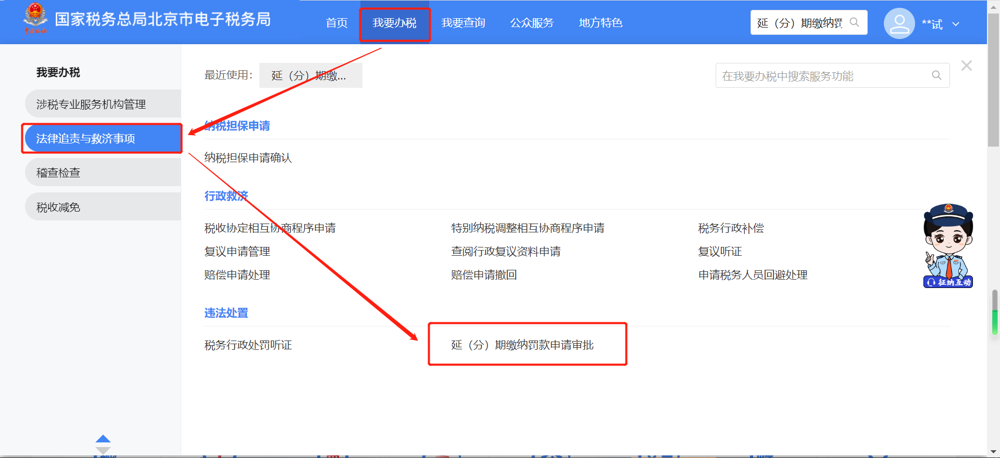 国家税务总局北京市电子税务局
首页 我要办税 我要查询 公众服务 地方特色
延（分）期缴纳罚
**试
我要办税
涉税专业服务机构管理
法律追责与救济事项
稽查检查
税收减免
最近使用：
延（分）期缴...
在我要办税中搜索服务功能
纳税担保申请
纳税担保申请确认
行政救济
税收协定相互协商程序申请 特别纳税调整相互协商程序申请 税务行政补偿
复议申请管理 查阅行政复议资料申请 复议听证
赔偿申请处理 赔偿申请撤回 申请税务人员回避处理
违法处置
税务行政处罚听证 延（分）期缴纳罚款申请审批
征纳互动